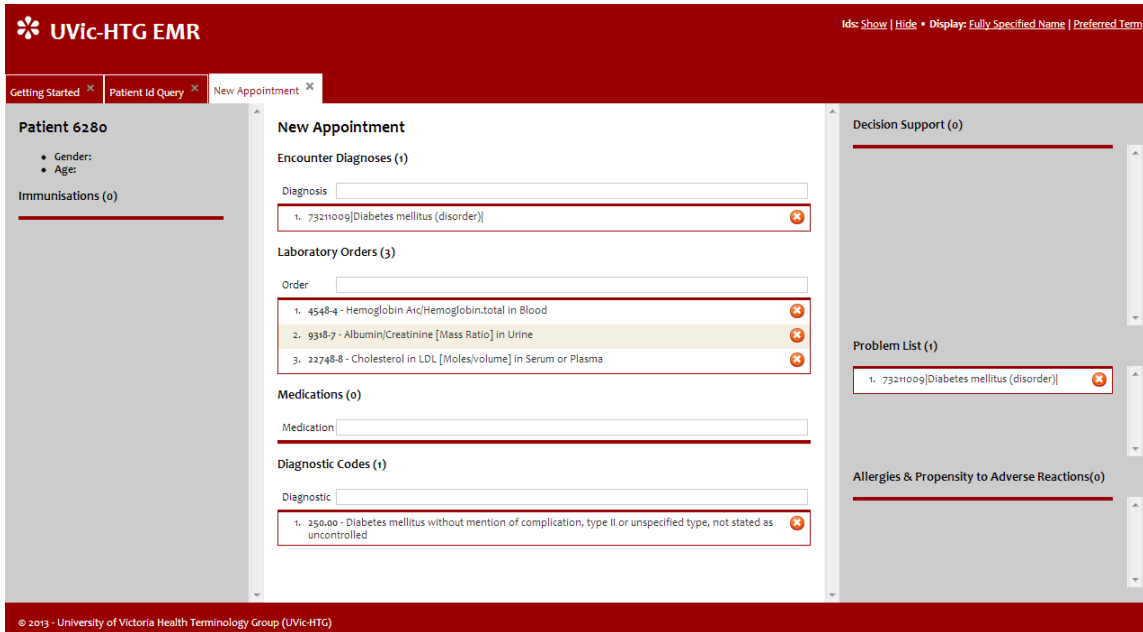 UVic-HTG EMR
Ids: Show | Hide • Display: Fully Specified Name | Preferred Term
Getting Started
Patient Id Query
New Appointment
Patient 6280
• Gender:
• Age:
Immunisations (0)
New Appointment
Encounter Diagnoses (1)
Diagnosis
1. 73211009|Diabetes mellitus (disorder)|
Laboratory Orders (3)
Order
1. 4548-4 - Hemoglobin A1c/Hemoglobin.total in Blood
2. 9318-7 - Albumin/Creatinine [Mass Ratio] in Urine
3. 22748-8 - Cholesterol in LDL [Moles/volume] in Serum or Plasma
Medications (0)
Medication
Diagnostic Codes (1)
Diagnostic
1. 250.00 - Diabetes mellitus without mention of complication, type II or unspecified type, not stated as
uncontrolled
Decision Support (0)
Problem List (1)
1. 73211009|Diabetes mellitus (disorder)|
Allergies & Propensity to Adverse Reactions(0)
© 2013 - University of Victoria Health Terminology Group (UVic-HTG)